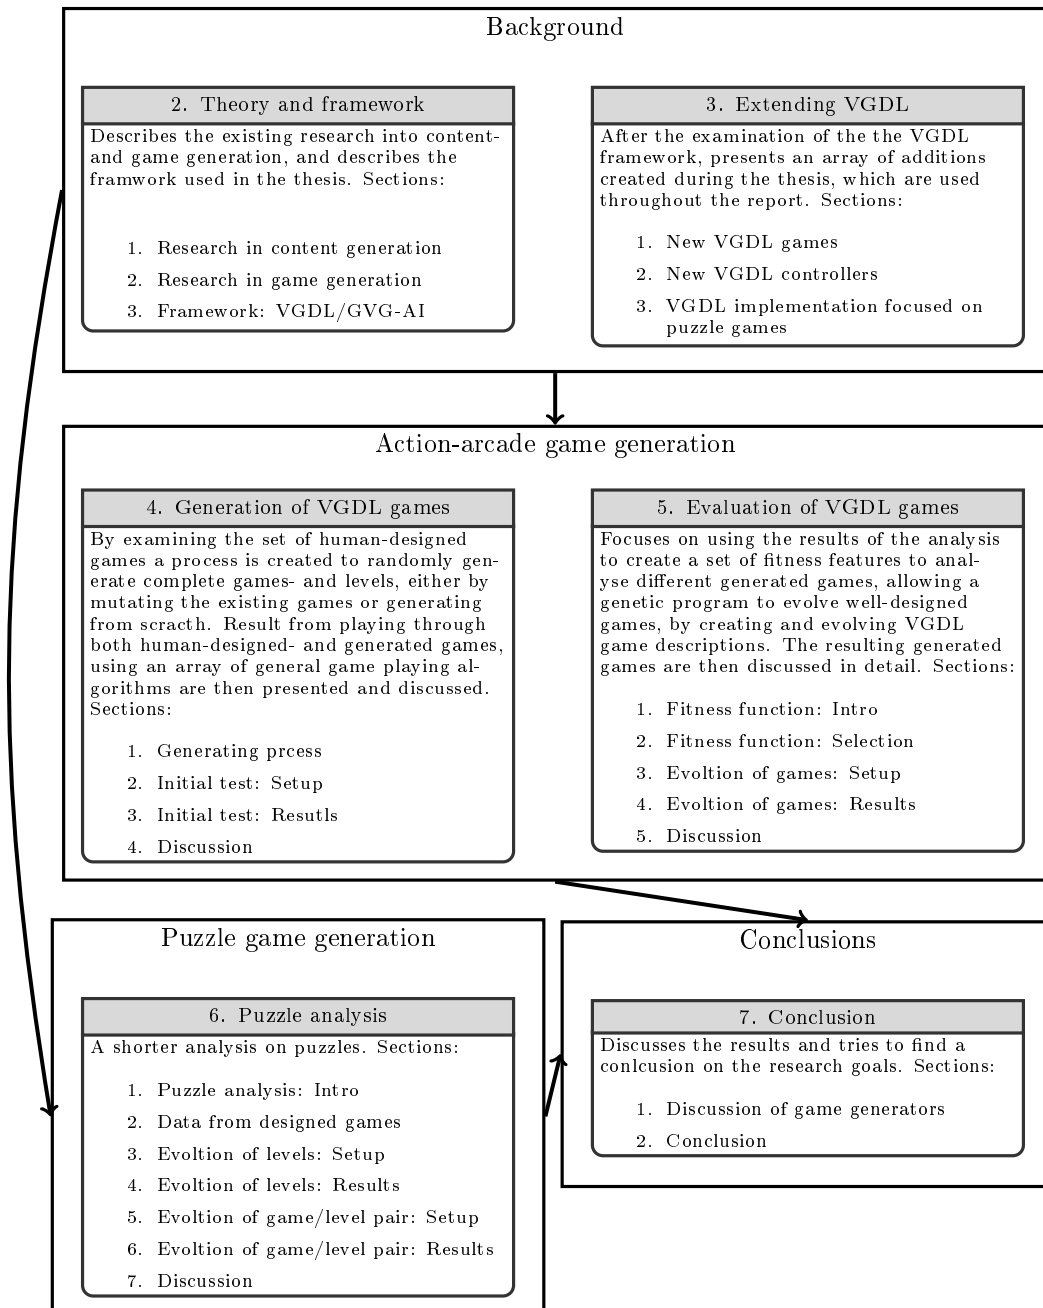 Background
2. Theory and framework
Describes the existing research into content-
and game generation, and describes the
framwork used in the thesis. Sections:
1. Research in content generation
2. Research in game generation
3. Framework: VGDL/GVG-AI
3. Extending VGDL
After the examination of the the VGDL
framework, presents an array of additions
created during the thesis, which are used
throughout the report. Sections:
1. New VGDL games
2. New VGDL controllers
3. VGDL implementation focused on
puzzle games
Action-arcade game generation
4. Generation of VGDL games
By examining the set of human-designed
games a process is created to randomly gen-
erate complete games- and levels, either by
mutating the existing games or generating
from scracth. Result from playing through
both human-designed- and generated games,
using an array of general game playing al-
gorithms are then presented and discussed.
Sections:
1. Generating prcess
2. Initial test: Setup
3. Initial test: Resutls
4. Discussion
5. Evaluation of VGDL games
Focuses on using the results of the analysis
to create a set of fitness features to anal-
yse different generated games, allowing a
genetic program to evolve well-designed
games, by creating and evolving VGDL
game descriptions. The resulting generated
games are then discussed in detail. Sections:
1. Fitness function: Intro
2. Fitness function: Selection
3. Evoltion of games: Setup
4. Evoltion of games: Results
5. Discussion
Puzzle game generation
6. Puzzle analysis
A shorter analysis on puzzles. Sections:
1. Puzzle analysis: Intro
2. Data from designed games
3. Evoltion of levels: Setup
4. Evoltion of levels: Results
5. Evoltion of game/level pair: Setup
6. Evoltion of game/level pair: Results
7. Discussion
Conclusions
7. Conclusion
Discusses the results and tries to find a
conlcusion on the research goals. Sections:
1. Discussion of game generators
2. Conclusion